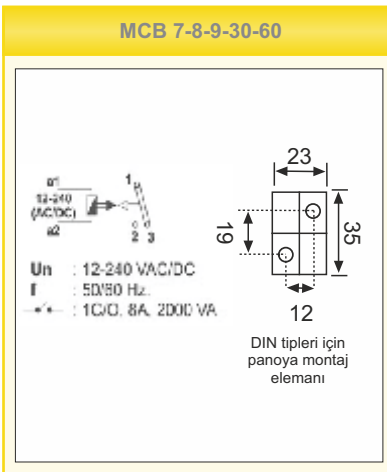 MCB 7-8-9-30-60
a1
12-240
(AC/DC)
a2
1
2 3
Un : 12-240 VAC/DC
f : 50/60 Hz.
: 1C/O, 8A, 2000 VA
23
19
35
12
DIN tipleri için
panoya montaj
elemanı